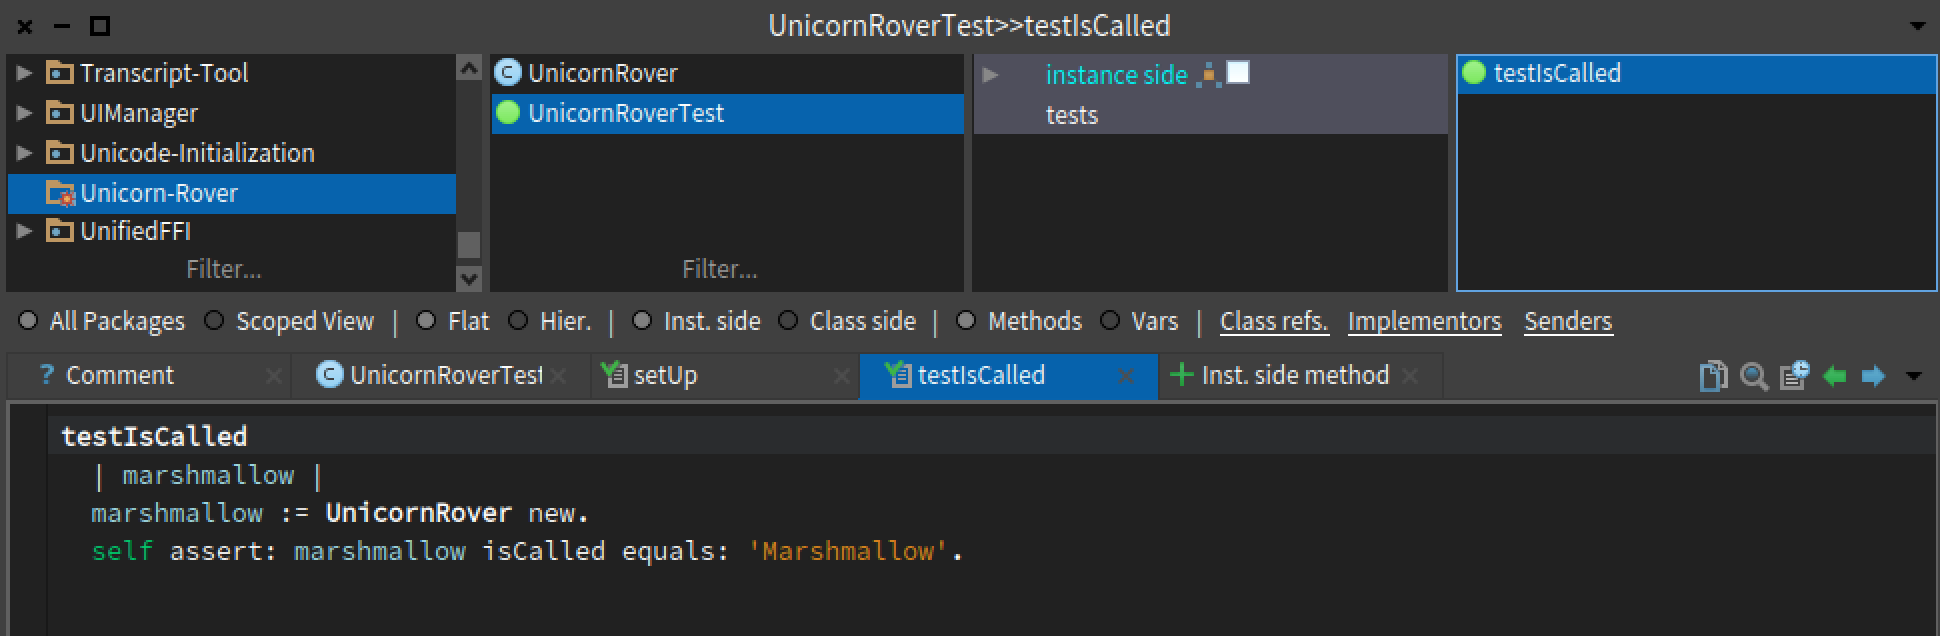 UnicornRoverTest>>testIsCalled
Transcript-Tool
UIManager
Unicode-Initialization
Unicorn-Rover
UnifiedFFI
Filter...
UnicornRover
UnicornRoverTest
Filter...
instance side
tests
testIsCalled
All Packages Scoped View | Flat Hier. | Inst. side Class side | Methods Vars | Class refs. Implementors Senders
? Comment UnicornRoverTest setUp testIsCalled Inst. side method
testIsCalled
| marshmallow |
marshmallow := UnicornRover new.
self assert: marshmallow isCalled equals: 'Marshmallow'.